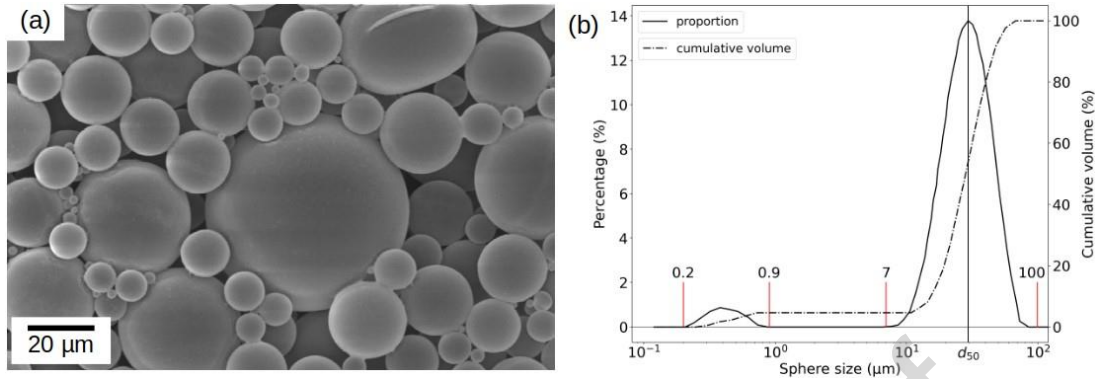 (a)
20 µm
(b)
proportion
cumulative volume
Percentage (%)
14
12
10
8
6
4
2
0
0.2
0.9
7
100
100
80
60
40
20
0
Cumulative volume (%)
10⁻¹
10⁰
10¹
d₅₀
10²
Sphere size (µm)